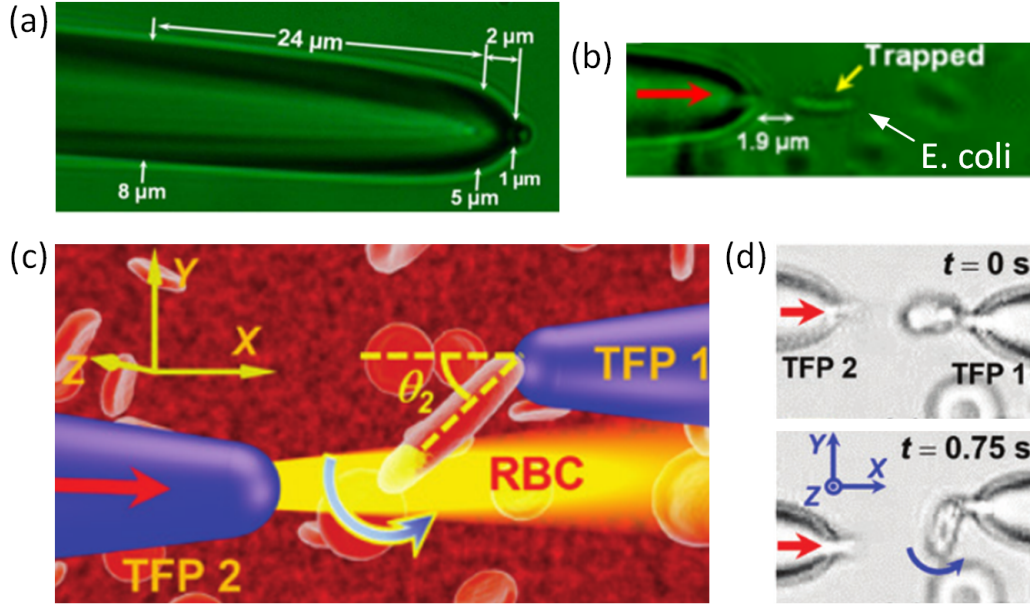 (a)
24 µm
2 µm
8 µm
5 µm
1 µm
(b)
Trapped
1.9 µm
E. coli
(c)
Y
X
Z
TFP 1
θ2
RBC
TFP 2
(d)
t = 0 s
TFP 2
TFP 1
t = 0.75 s
Y
X
Z